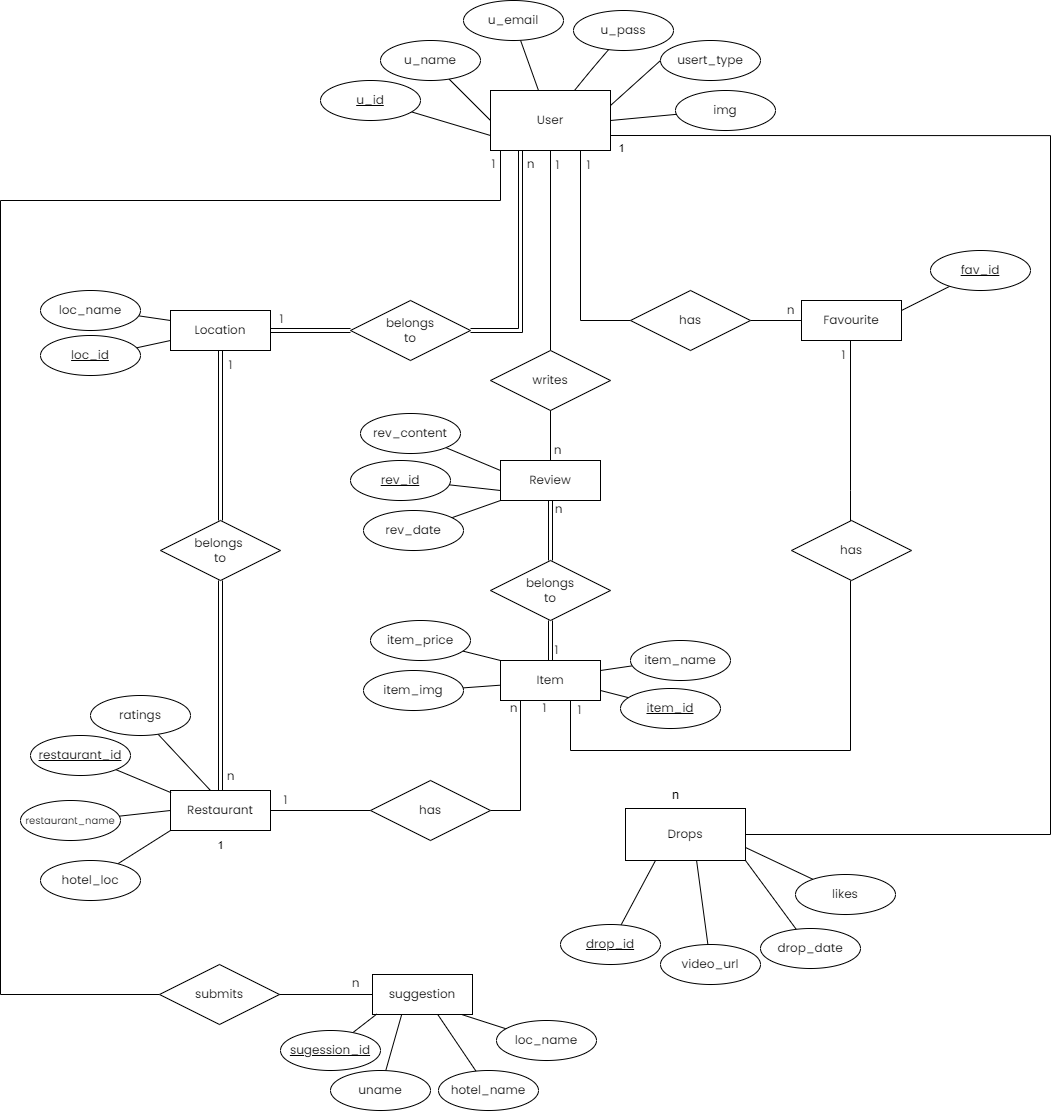 u_email
u_pass
u_name
usert_type
u_id
img
User
1
1
n
1
1
fav_id
loc_name
1
n
Location
belongs
to
has
Favourite
loc_id
1
1
writes
rev_content
n
rev_id
Review
n
rev_date
belongs
to
has
belongs
to
item_price
1
item_name
Item
item_img
item_id
n
1
1
ratings
restaurant_id
n
1
n
Restaurant
has
restaurant_name
Drops
1
hotel_loc
likes
drop_id
drop_date
video_url
n
submits
suggestion
loc_name
sugession_id
uname
hotel_name